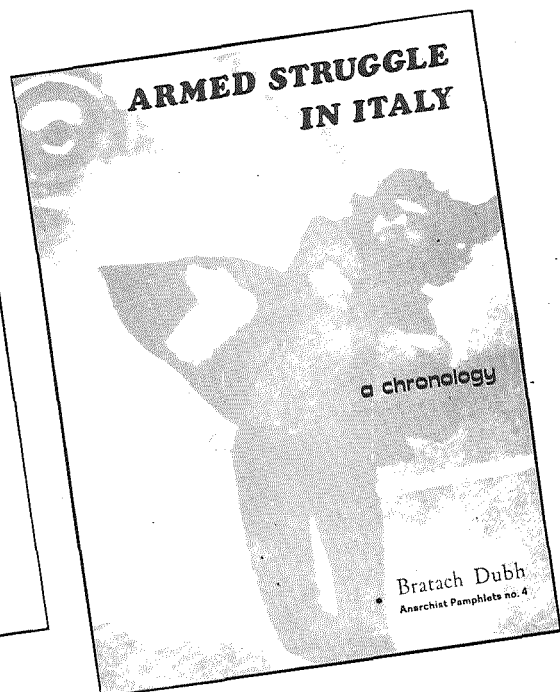 ARMED STRUGGLE
IN ITALY
a chronology
Bratach Dubh
Anarchist Pamphlets no. 4